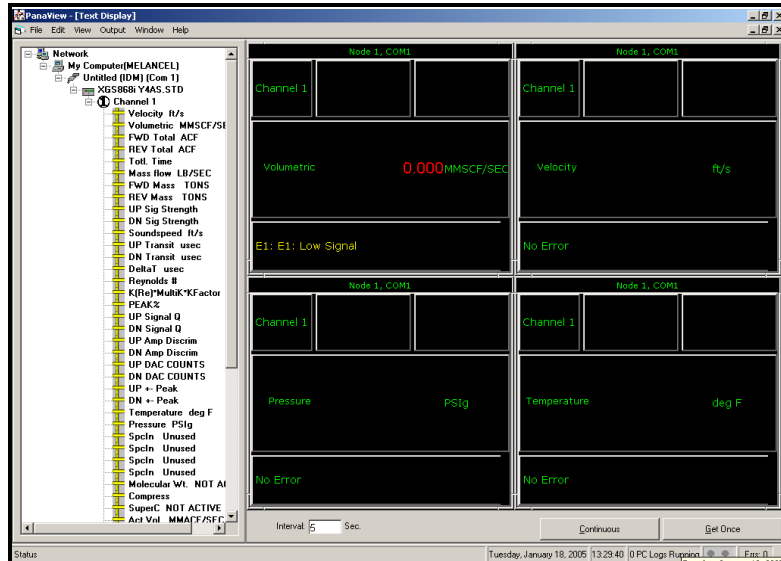 PanaView - [Text Display]
File Edit View Output Window Help
Network
My Computer(MELANCEL)
Untitled (IDM) (Com 1)
XGS868i Y4AS.STD
Channel 1
Velocity ft/s
Volumetric MMSCF/SE
FWD Total ACF
REV Total ACF
Totl. Time
Mass flow LB/SEC
FWD Mass TONS
REV Mass TONS
UP Sig Strength
DN Sig Strength
Soundspeed ft/s
UP Transit usec
DN Transit usec
DeltaT usec
Reynolds #
K(Re)*MultiK*KFactor
PEAK%
UP Signal Q
DN Signal Q
UP Amp Discrim
DN Amp Discrim
UP DAC COUNTS
DN DAC COUNTS
UP +- Peak
DN +- Peak
Temperature deg F
Pressure PSIg
SpcIn Unused
SpcIn Unused
SpcIn Unused
SpcIn Unused
Molecular Wt. NOT A
Compress
SuperC NOT ACTIVE
Act Vol MMACF/SEC
Node 1, COM1
Channel 1
Volumetric 0.000 MMSCF/SEC
E1: E1: Low Signal
Node 1, COM1
Channel 1
Velocity ft/s
No Error
Node 1, COM1
Channel 1
Pressure PSIg
No Error
Node 1, COM1
Channel 1
Temperature deg F
No Error
Interval: 5 Sec.
Continuous
Get Once
Status
Tuesday, January 18, 2005 13:29:40 0 PC Logs Running Errs: 0